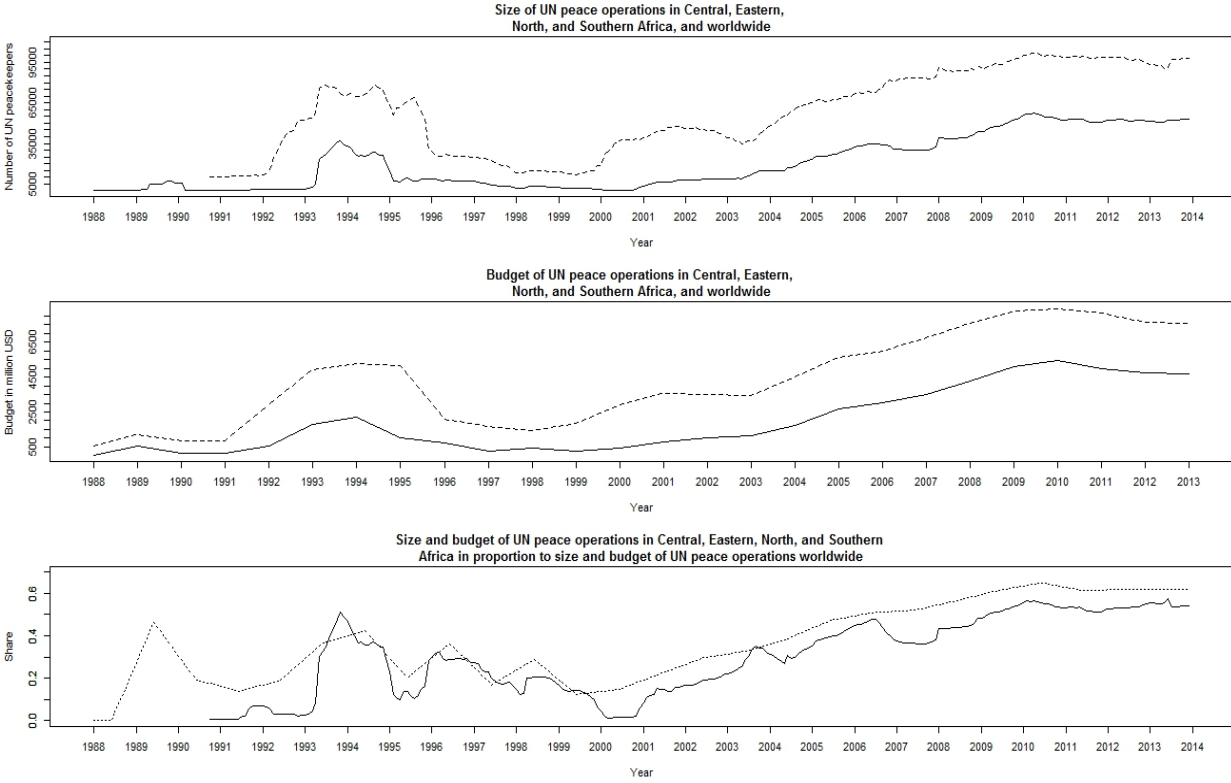 Size of UN peace operations in Central, Eastern,
North, and Southern Africa, and worldwide
Number of UN peacekeepers
95000
65000
35000
5000
1988 1989 1990 1991 1992 1993 1994 1995 1996 1997 1998 1999 2000 2001 2002 2003 2004 2005 2006 2007 2008 2009 2010 2011 2012 2013 2014
Year
Budget of UN peace operations in Central, Eastern,
North, and Southern Africa, and worldwide
Budget in million USD
6500
4500
2500
500
1988 1989 1990 1991 1992 1993 1994 1995 1996 1997 1998 1999 2000 2001 2002 2003 2004 2005 2006 2007 2008 2009 2010 2011 2012 2013
Year
Size and budget of UN peace operations in Central, Eastern, North, and Southern
Africa in proportion to size and budget of UN peace operations worldwide
Share
0.6
0.4
0.2
0.0
1988 1989 1990 1991 1992 1993 1994 1995 1996 1997 1998 1999 2000 2001 2002 2003 2004 2005 2006 2007 2008 2009 2010 2011 2012 2013 2014
Year